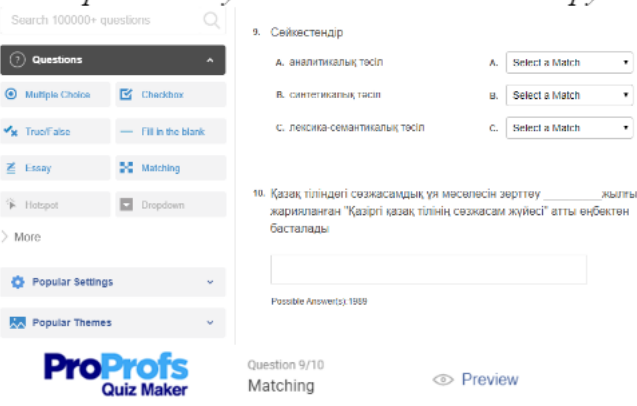 Search 100000+ questions
Questions
Multiple Choice
Checkbox
True/False
Fill in the blank
Essay
Matching
Hotspot
Dropdown
More
Popular Settings
Popular Themes
9. Сәйкестендір
A. аналитикалық тәсіл
A. Select a Match
B. синтетикалық тәсіл
B. Select a Match
C. лексика-семантикалық тәсіл
C. Select a Match
10. Қазақ тіліндегі сөзжасамдық ұя мәселесін зерттеу ________ жылғы
жарияланған "Қазіргі қазақ тілінің сөзжасам жүйесі" атты еңбектен
басталады
Possible Answer(s): 1989
ProProfs
Quiz Maker
Question 9/10
Matching
Preview